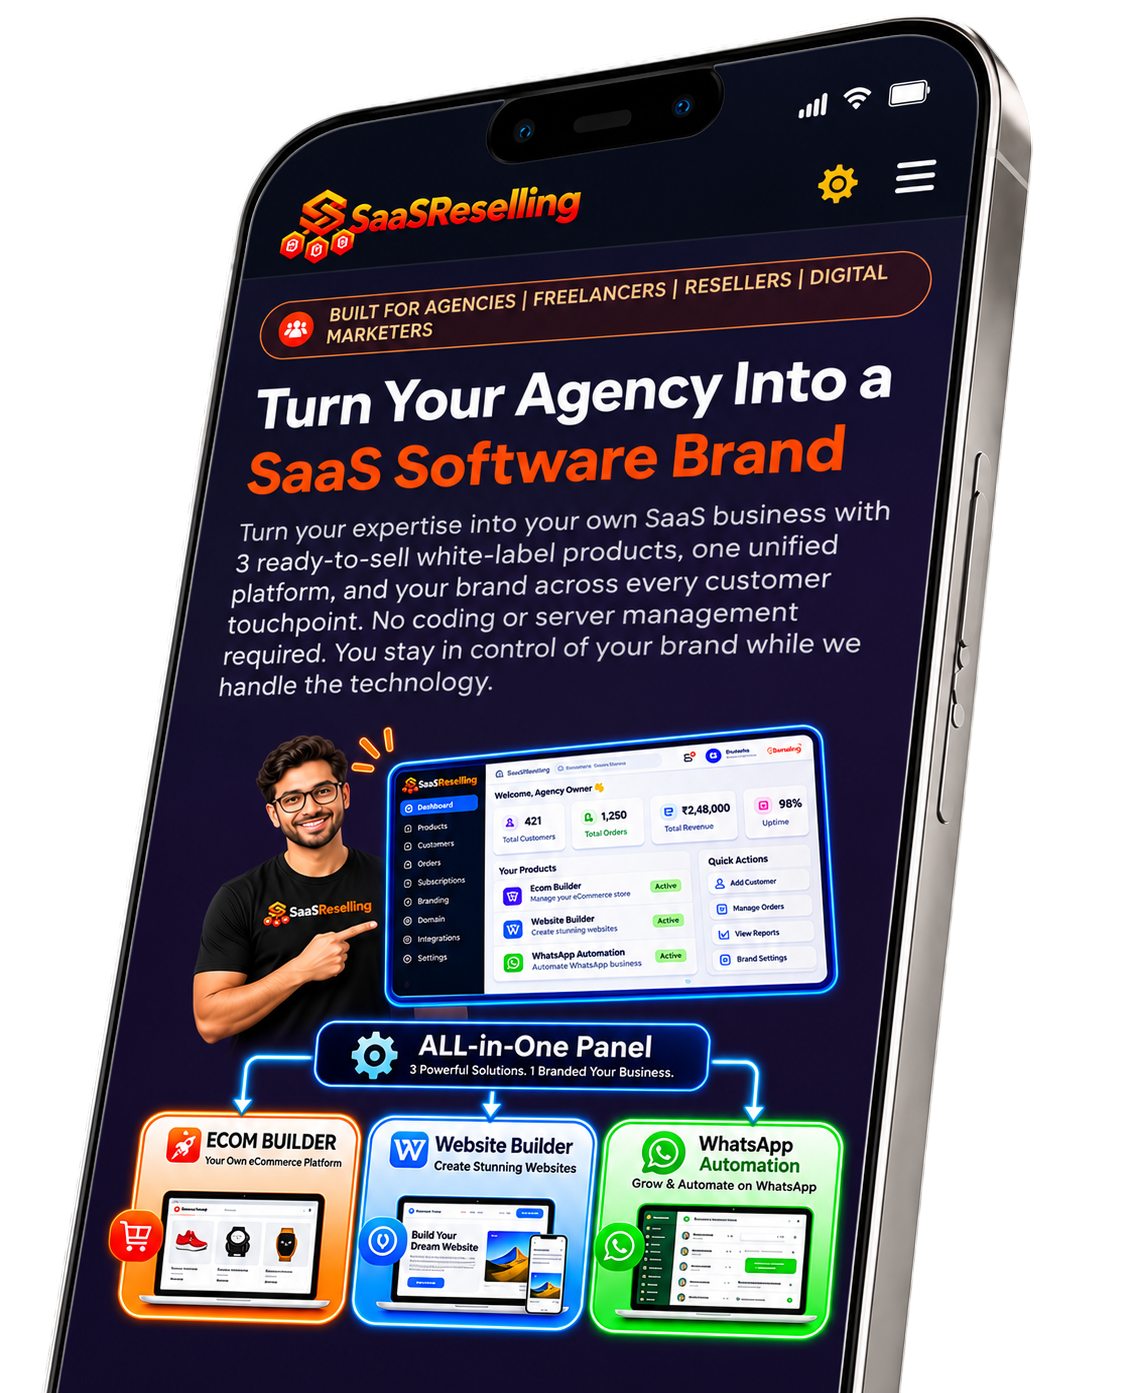 SaaSReselling
BUILT FOR AGENCIES | FREELANCERS | RESELLERS | DIGITAL
MARKETERS
Turn Your Agency Into a
SaaS Software Brand
Turn your expertise into your own SaaS business with
3 ready-to-sell white-label products, one unified
platform, and your brand across every customer
touchpoint. No coding or server management
required. You stay in control of your brand while we
handle the technology.
SaaSReselling
SaaSReselling
SaaSReselling
Dashboard
Products
Customers
Orders
Subscriptions
Branding
Domain
Integrations
Settings
Welcome, Agency Owner 👋
421
Total Customers
1,250
Total Orders
₹2,48,000
Total Revenue
98%
Uptime
Your Products
Ecom Builder
Manage your eCommerce store
Active
Website Builder
Create stunning websites
Active
WhatsApp Automation
Automate WhatsApp business
Active
Quick Actions
Add Customer
Manage Orders
View Reports
Brand Settings
ALL-in-One Panel
3 Powerful Solutions. 1 Branded Your Business.
ECOM BUILDER
Your Own eCommerce Platform
W Website Builder
Create Stunning Websites
Build Your
Dream Website
WhatsApp
Automation
Grow & Automate on WhatsApp